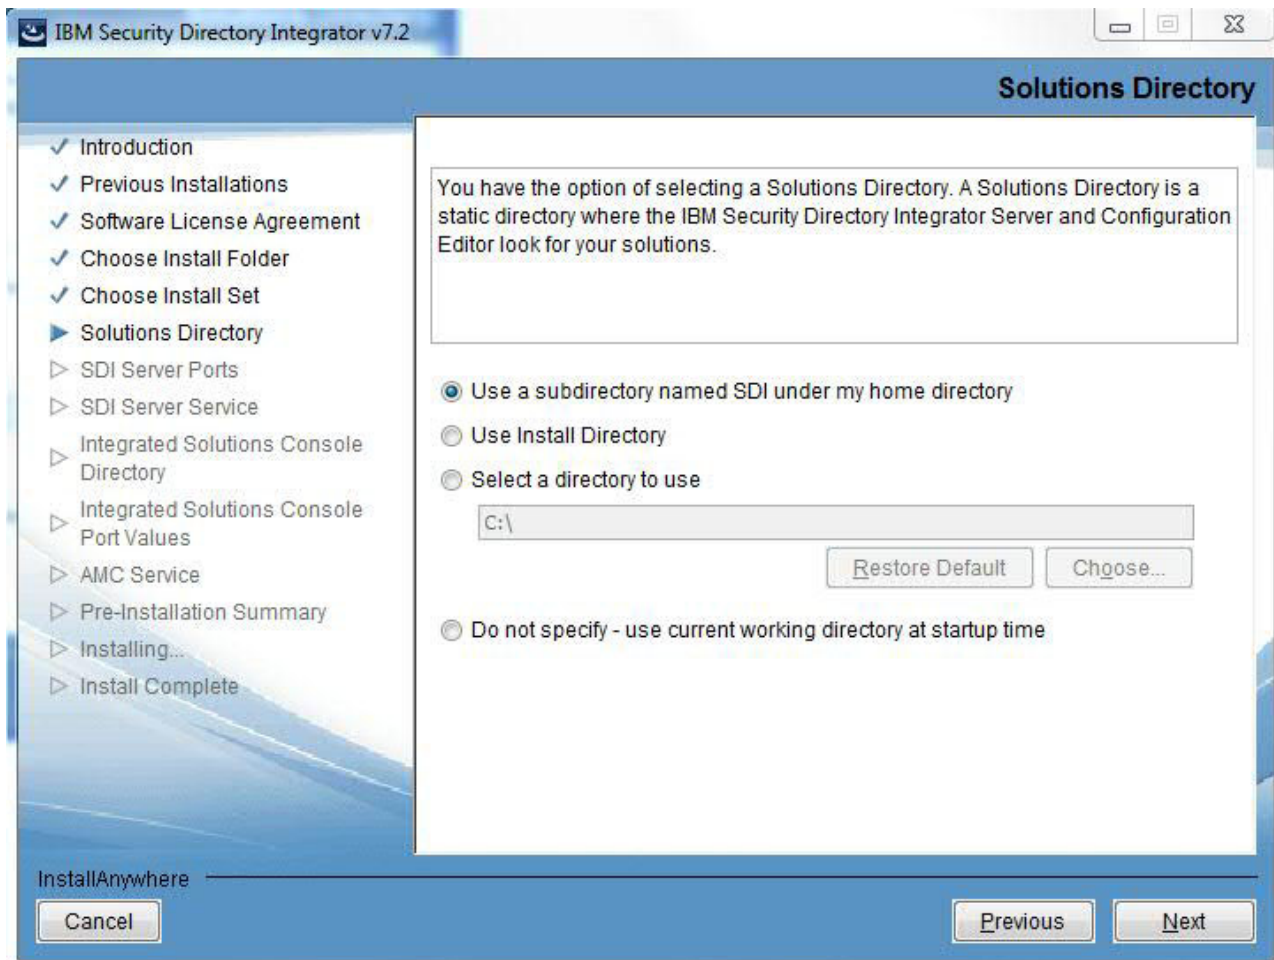 IBM Security Directory Integrator v7.2
Solutions Directory
Introduction
Previous Installations
Software License Agreement
Choose Install Folder
Choose Install Set
Solutions Directory
SDI Server Ports
SDI Server Service
Integrated Solutions Console
Directory
Integrated Solutions Console
Port Values
AMC Service
Pre-Installation Summary
Installing...
Install Complete
You have the option of selecting a Solutions Directory. A Solutions Directory is a
static directory where the IBM Security Directory Integrator Server and Configuration
Editor look for your solutions.
Use a subdirectory named SDI under my home directory
Use Install Directory
Select a directory to use
C:\
Restore Default
Choose...
Do not specify - use current working directory at startup time
InstallAnywhere
Cancel
Previous
Next